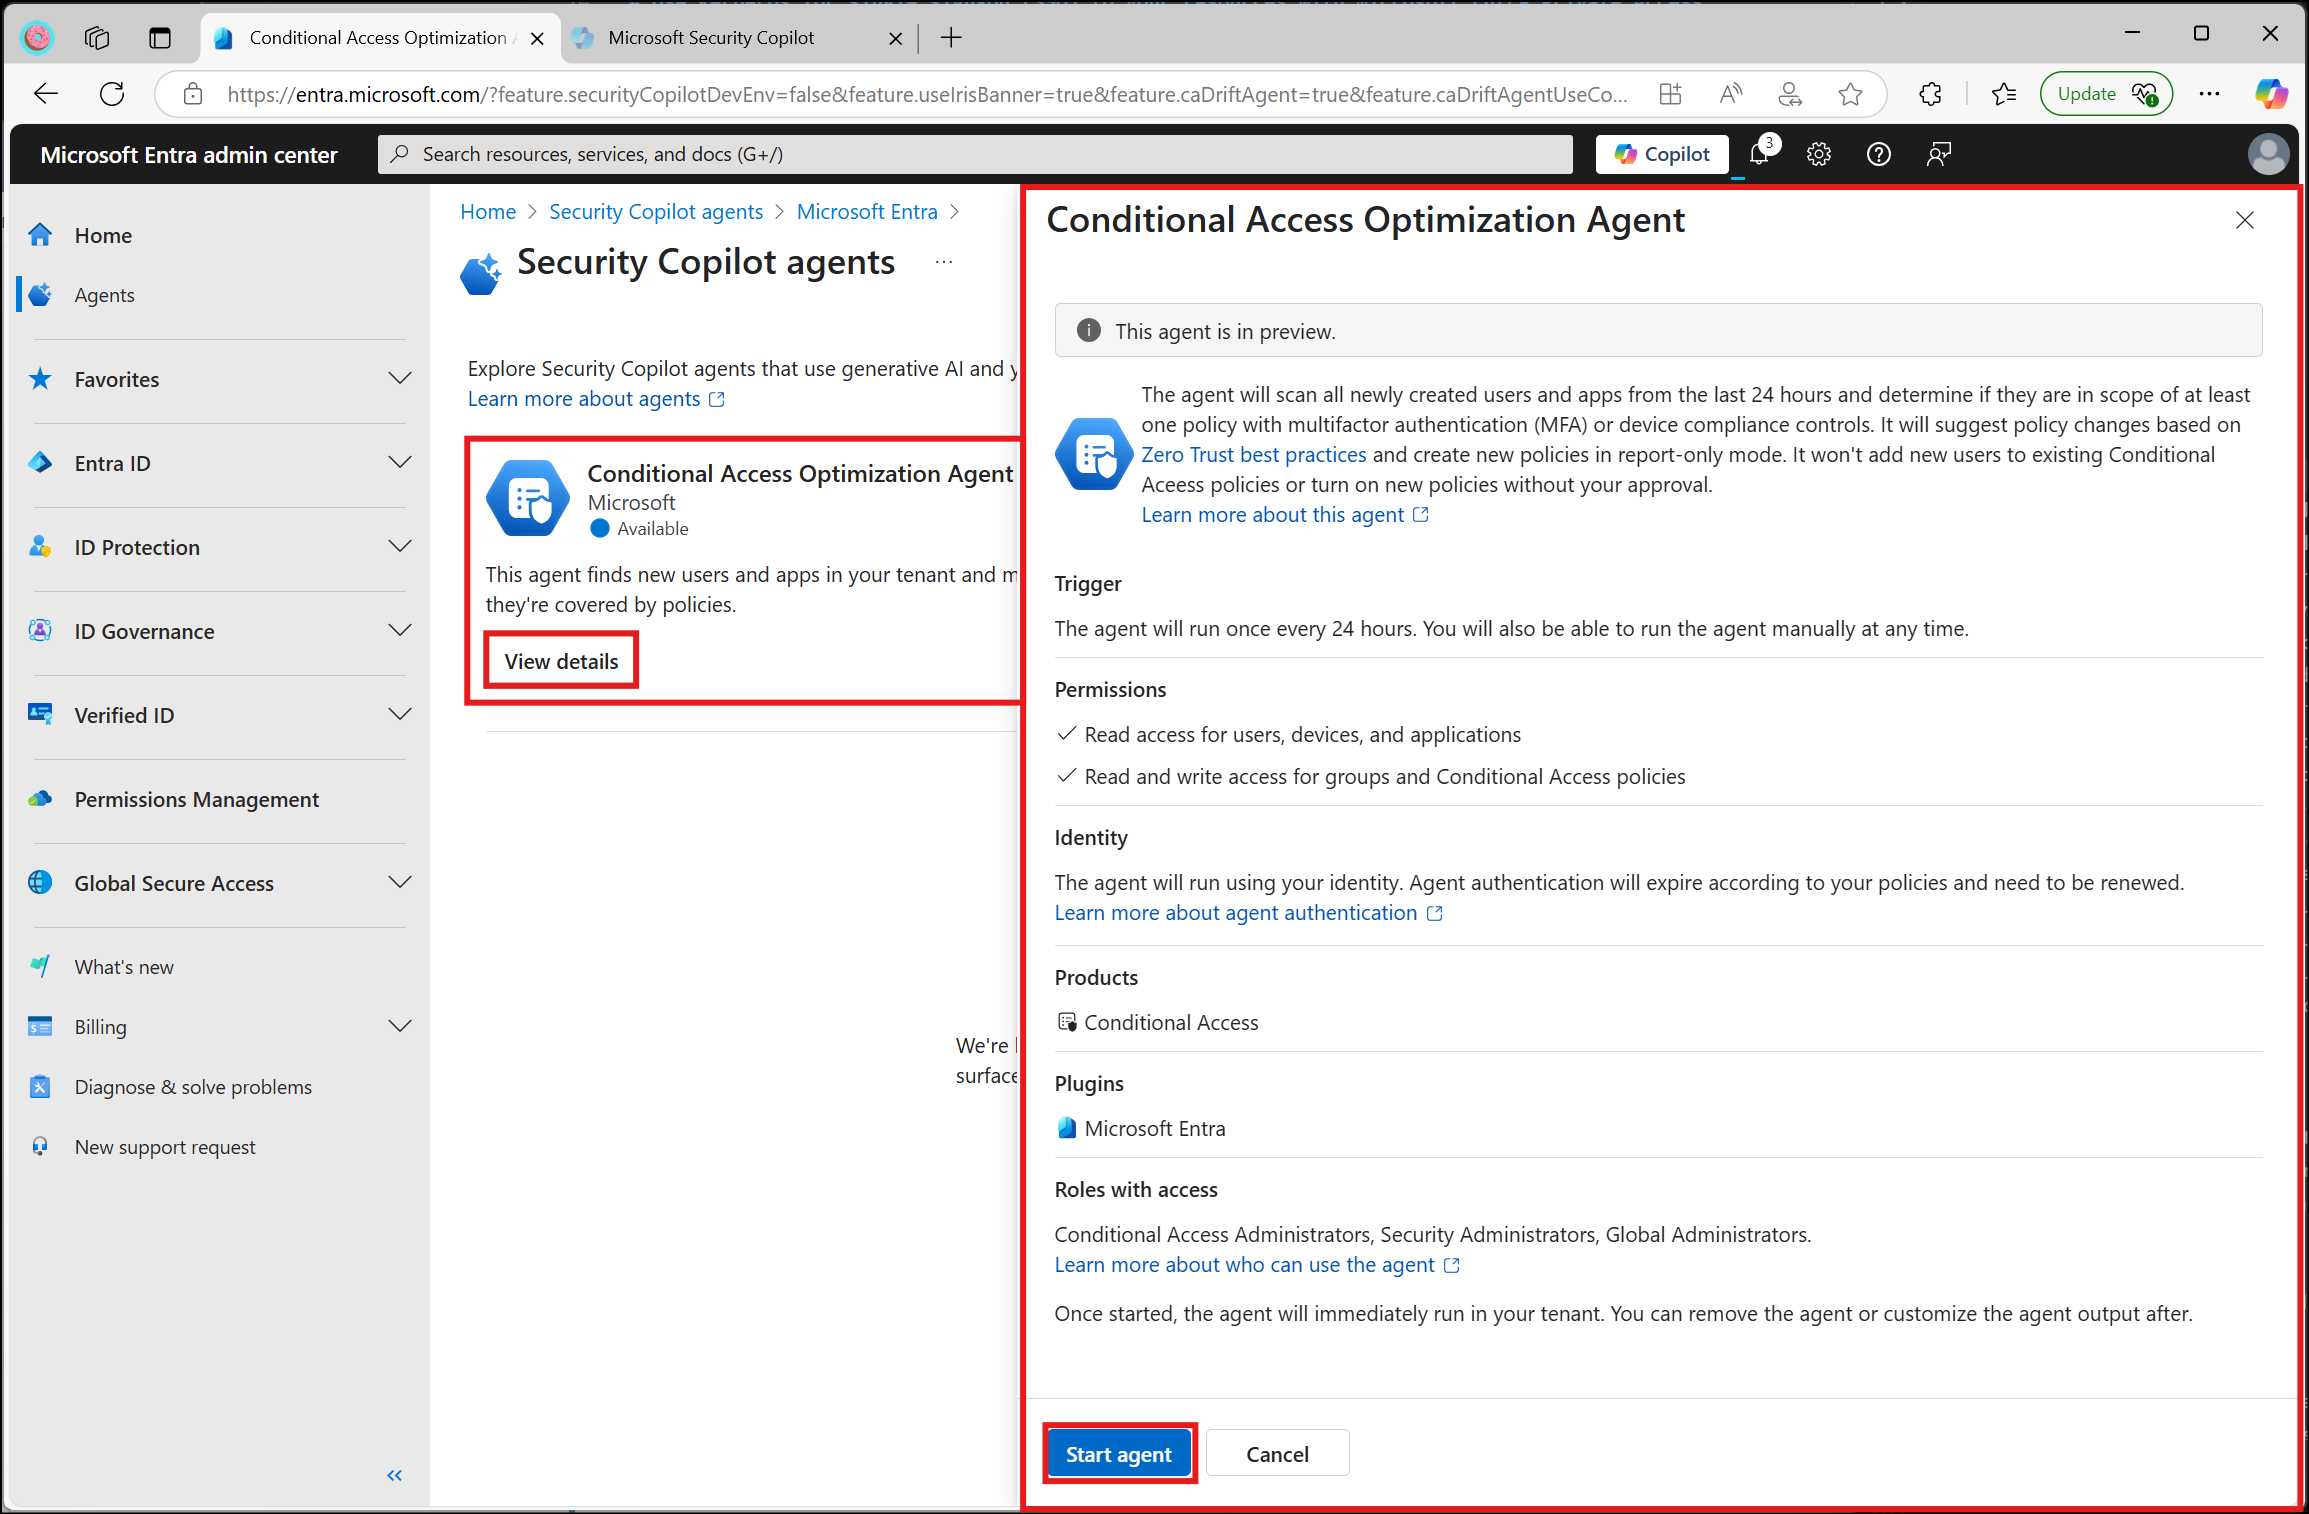 Conditional Access Optimization A
Microsoft Security Copilot
https://entra.microsoft.com/?feature.securityCopilotDevEnv=false&feature.useIrisBanner=true&feature.caDriftAgent=true&feature.caDriftAgentUseCo...
Update
Microsoft Entra admin center
Search resources, services, and docs (G+/)
Copilot
3
Home
Agents
Favorites
Entra ID
ID Protection
ID Governance
Verified ID
Permissions Management
Global Secure Access
What's new
Billing
Diagnose & solve problems
New support request
Home > Security Copilot agents > Microsoft Entra >
Security Copilot agents
...
Explore Security Copilot agents that use generative AI and y
Learn more about agents
Conditional Access Optimization Agent
Microsoft
Available
This agent finds new users and apps in your tenant and m
they're covered by policies.
View details
We're
surface
Conditional Access Optimization Agent
This agent is in preview.
The agent will scan all newly created users and apps from the last 24 hours and determine if they are in scope of at least
one policy with multifactor authentication (MFA) or device compliance controls. It will suggest policy changes based on
Zero Trust best practices and create new policies in report-only mode. It won't add new users to existing Conditional
Aceess policies or turn on new policies without your approval.
Learn more about this agent
Trigger
The agent will run once every 24 hours. You will also be able to run the agent manually at any time.
Permissions
Read access for users, devices, and applications
Read and write access for groups and Conditional Access policies
Identity
The agent will run using your identity. Agent authentication will expire according to your policies and need to be renewed.
Learn more about agent authentication
Products
Conditional Access
Plugins
Microsoft Entra
Roles with access
Conditional Access Administrators, Security Administrators, Global Administrators.
Learn more about who can use the agent
Once started, the agent will immediately run in your tenant. You can remove the agent or customize the agent output after.
Start agent
Cancel